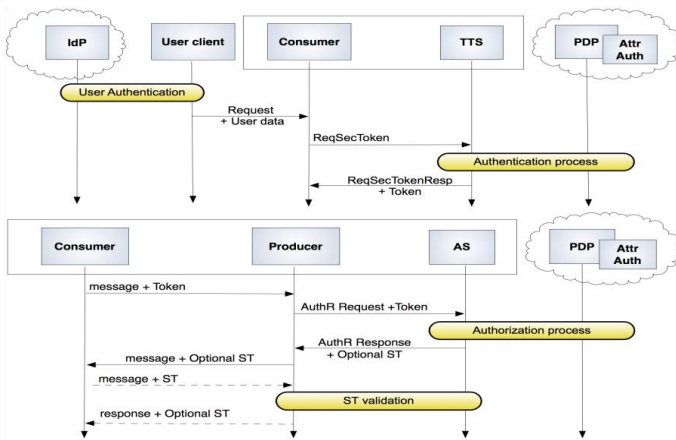 IdP
User client
Consumer
TTS
PDP
Attr
Auth
User Authentication
Request
+ User data
ReqSecToken
Authentication process
ReqSecTokenResp
+ Token
Consumer
Producer
AS
PDP
Attr
Auth
message + Token
AuthR Request +Token
Authorization process
AuthR Response
+ Optional ST
message + Optional ST
message + ST
ST validation
response + Optional ST